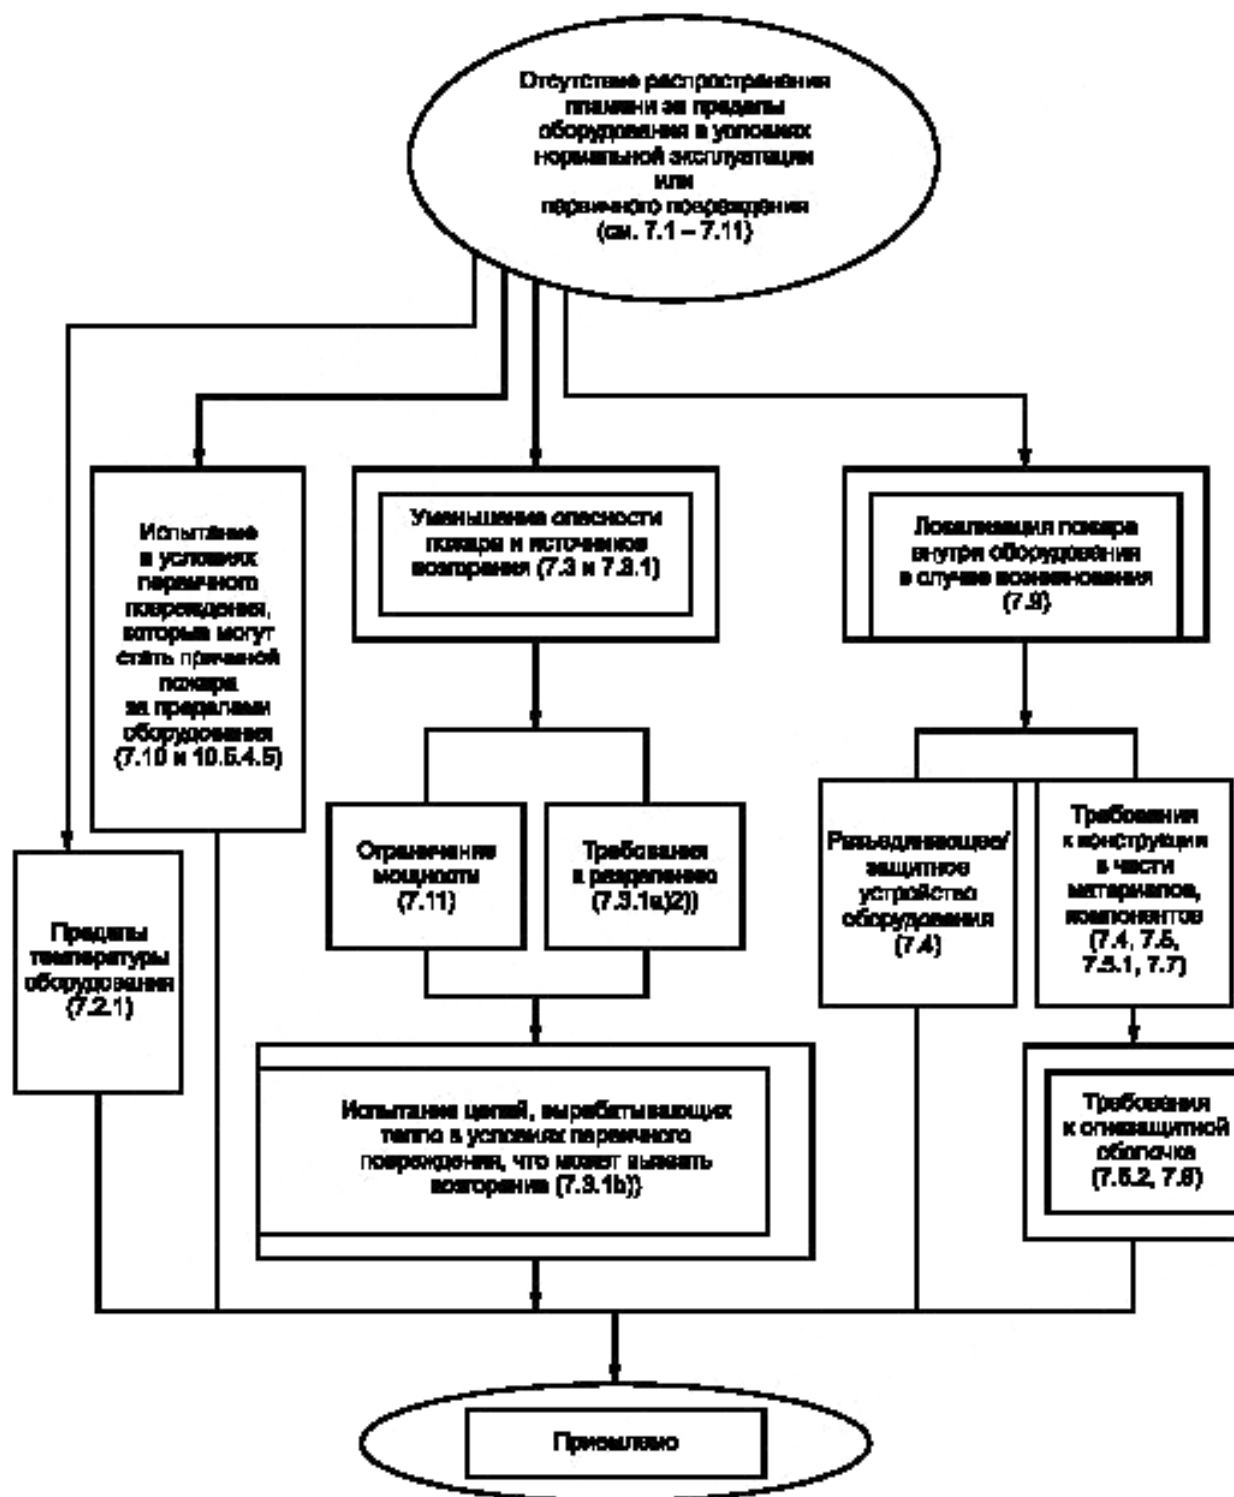 Отсутствие распространения
пламени за пределы
оборудования в условиях
нормальной эксплуатации
или
первичного повреждения
(см. 7.1 – 7.11)
Испытание
в условиях
первичного
повреждения,
которые могут
стать причиной
пожара
за пределами
оборудования
(7.10 и 10.5.4.5)
Уменьшение опасности
пожара и источников
возгорания (7.3 и 7.3.1)
Локализация пожара
внутри оборудования
в случае возникновения
(7.9)
Ограничение
мощности
(7.11)
Требования
к разделению
(7.3.1a)2))
Разъединяющее/
защитное
устройство
оборудования
(7.4)
Требования
к конструкции
в части
материалов,
компонентов
(7.4, 7.5,
7.5.1, 7.7)
Пределы
температуры
оборудования
(7.2.1)
Испытание цепей, вырабатывающих
тепло в условиях первичного
повреждения, что может вызвать
возгорание (7.3.1b))
Требования
к огнезащитной
оболочке
(7.5.2, 7.6)
Приемлемо